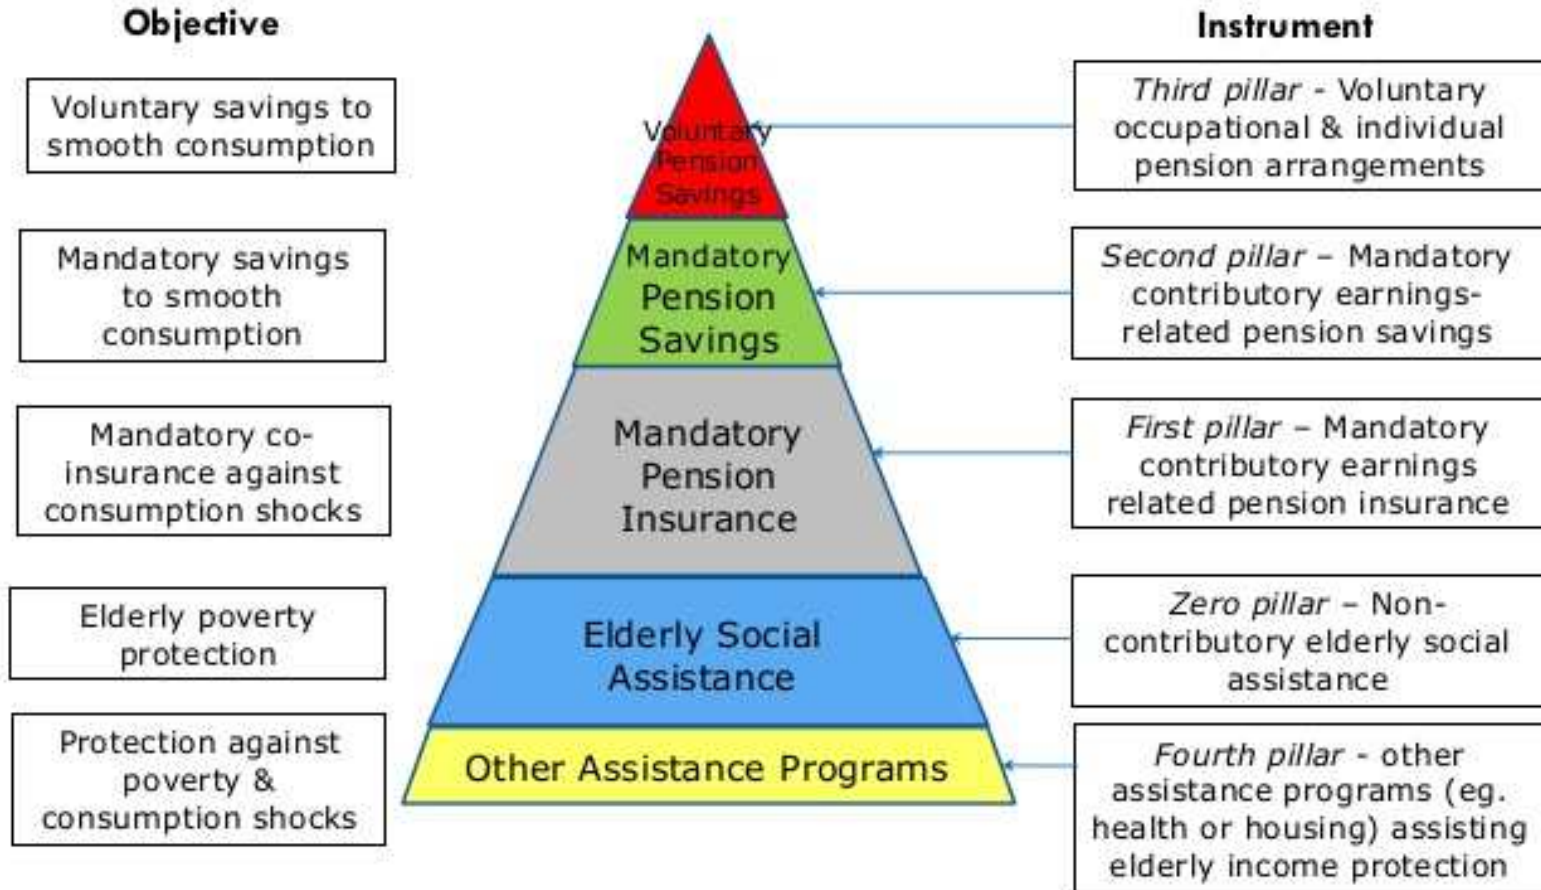 Objective
Instrument
Voluntary savings to
smooth consumption
Voluntary
Pension
Savings
Third pillar - Voluntary
occupational & individual
pension arrangements
Mandatory savings
to smooth
consumption
Mandatory
Pension
Savings
Second pillar – Mandatory
contributory earnings-
related pension savings
Mandatory co-
insurance against
consumption shocks
Mandatory
Pension
Insurance
First pillar – Mandatory
contributory earnings
related pension insurance
Elderly poverty
protection
Elderly Social
Assistance
Zero pillar – Non-
contributory elderly social
assistance
Protection against
poverty &
consumption shocks
Other Assistance Programs
Fourth pillar - other
assistance programs (eg.
health or housing) assisting
elderly income protection